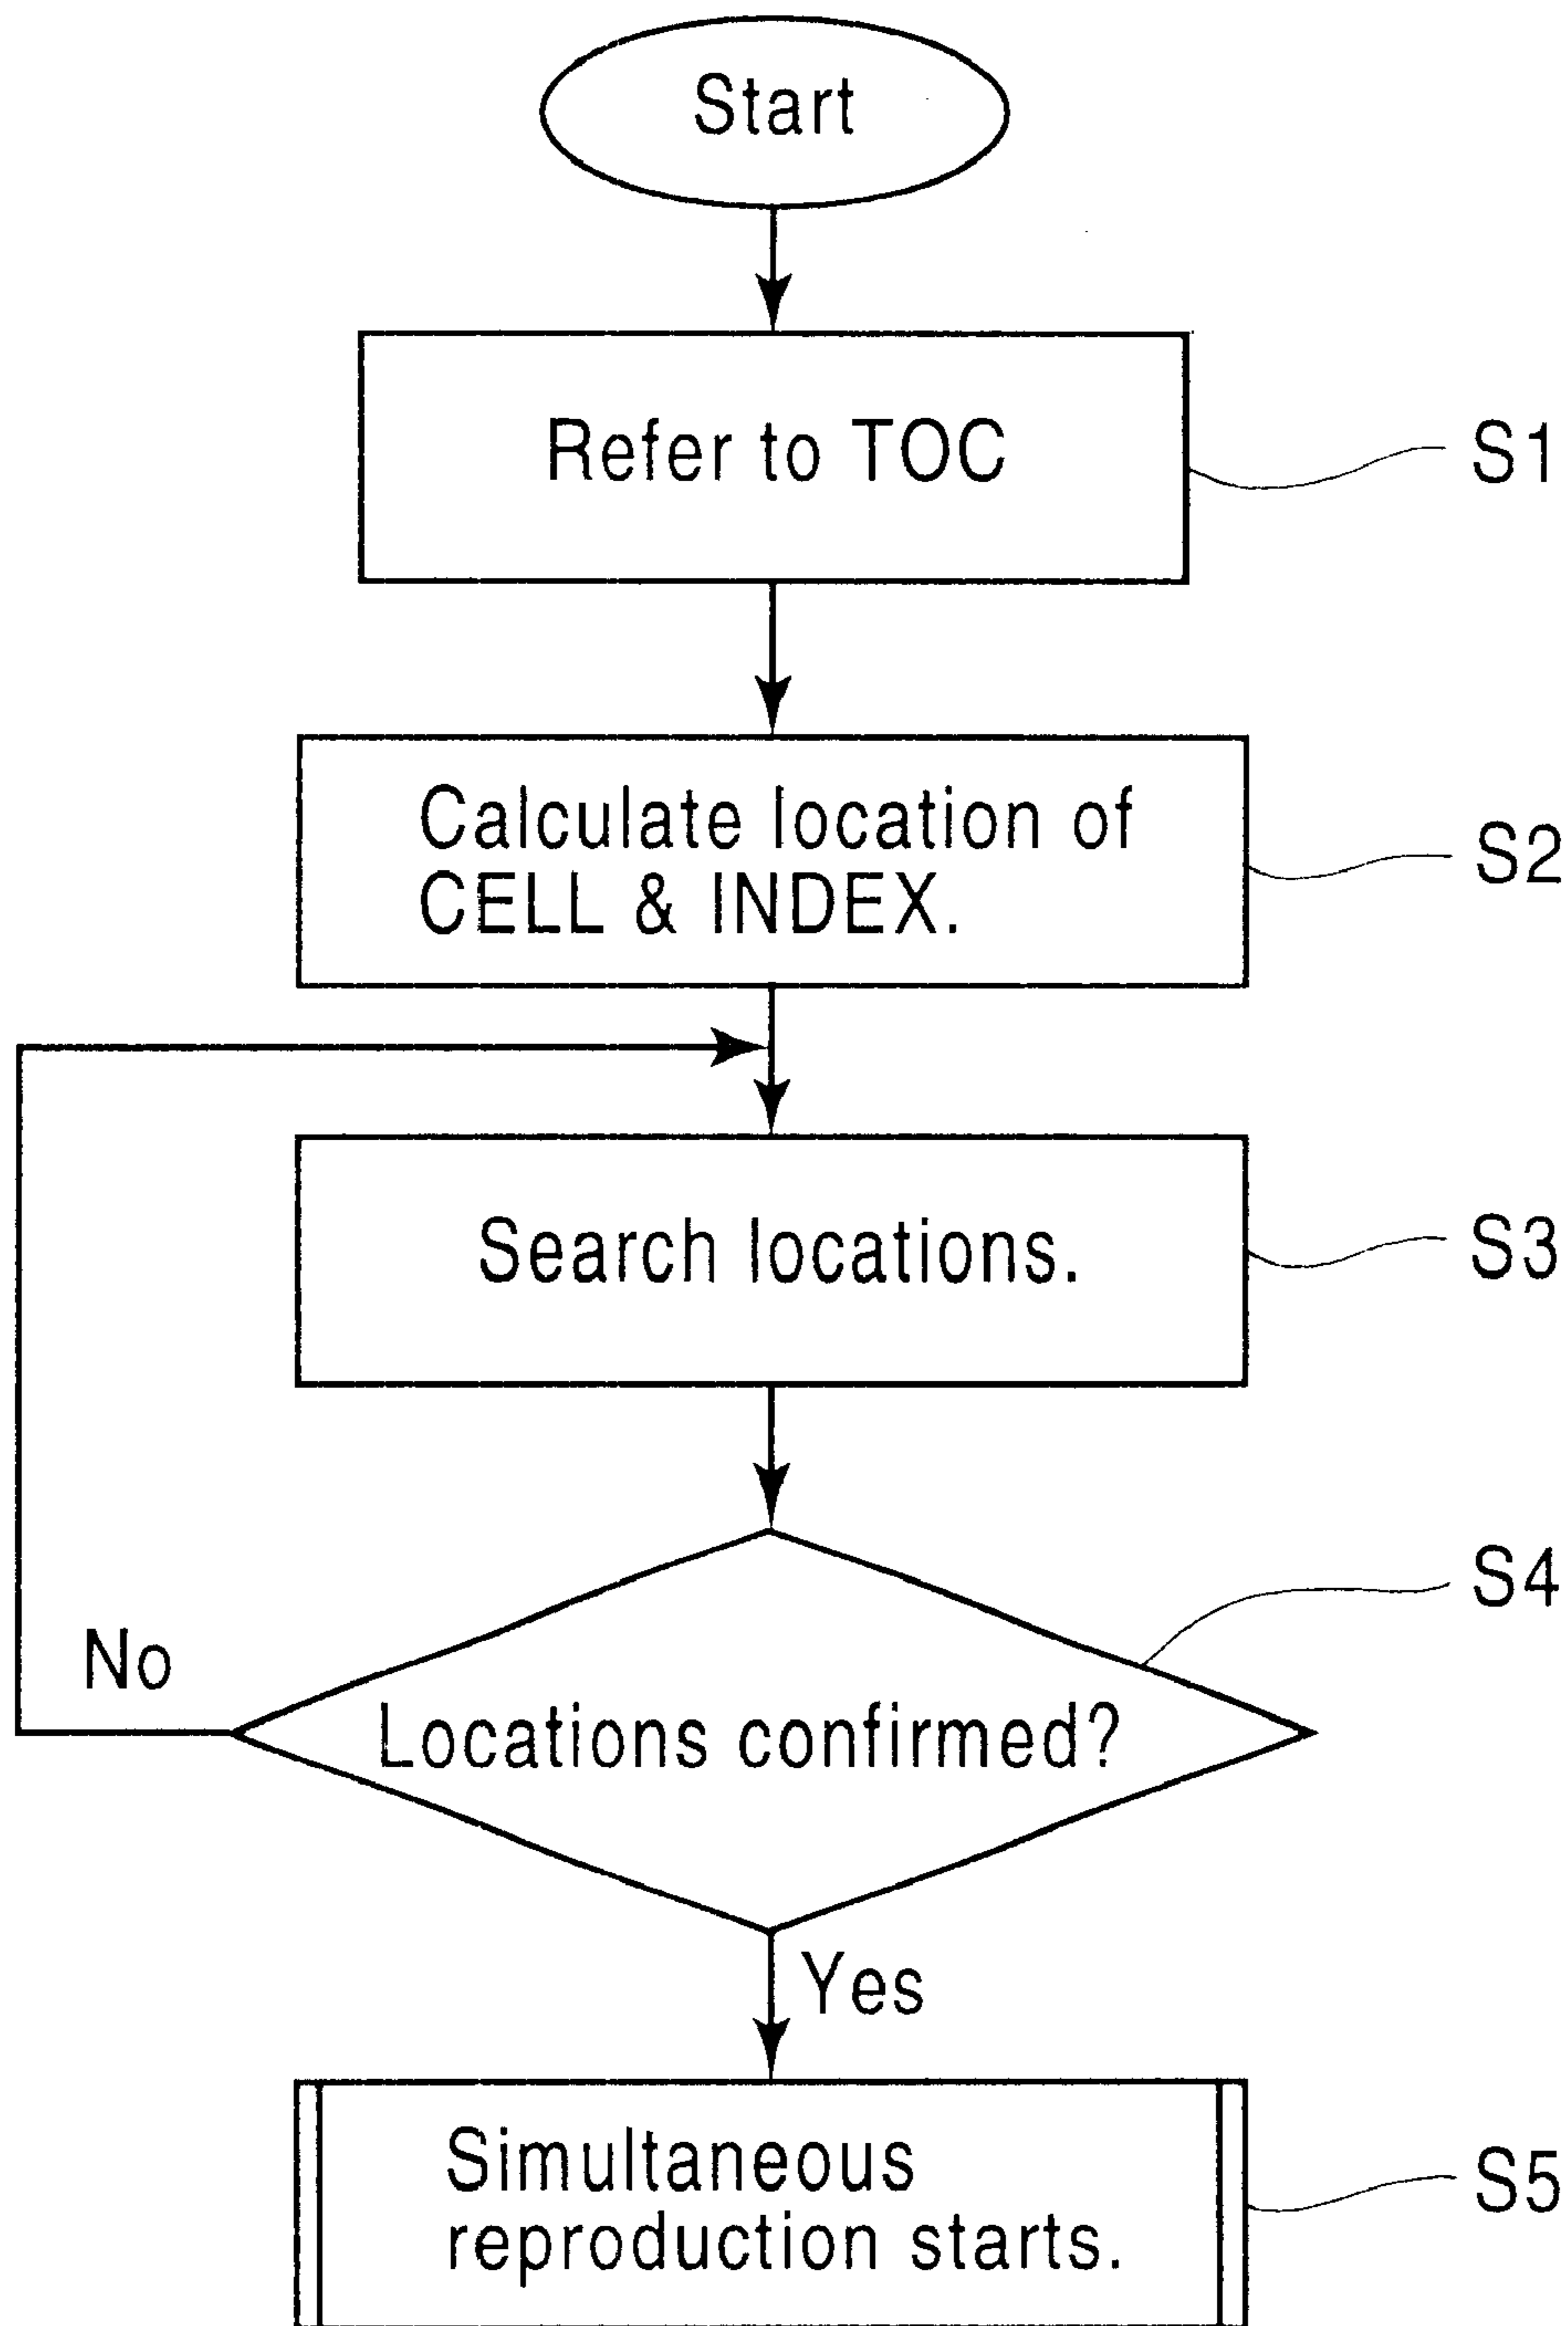 Start
Refer to TOC
S1
Calculate location of
CELL & INDEX.
S2
Search locations.
S3
S4
No
Locations confirmed?
Yes
Simultaneous
reproduction starts.
S5